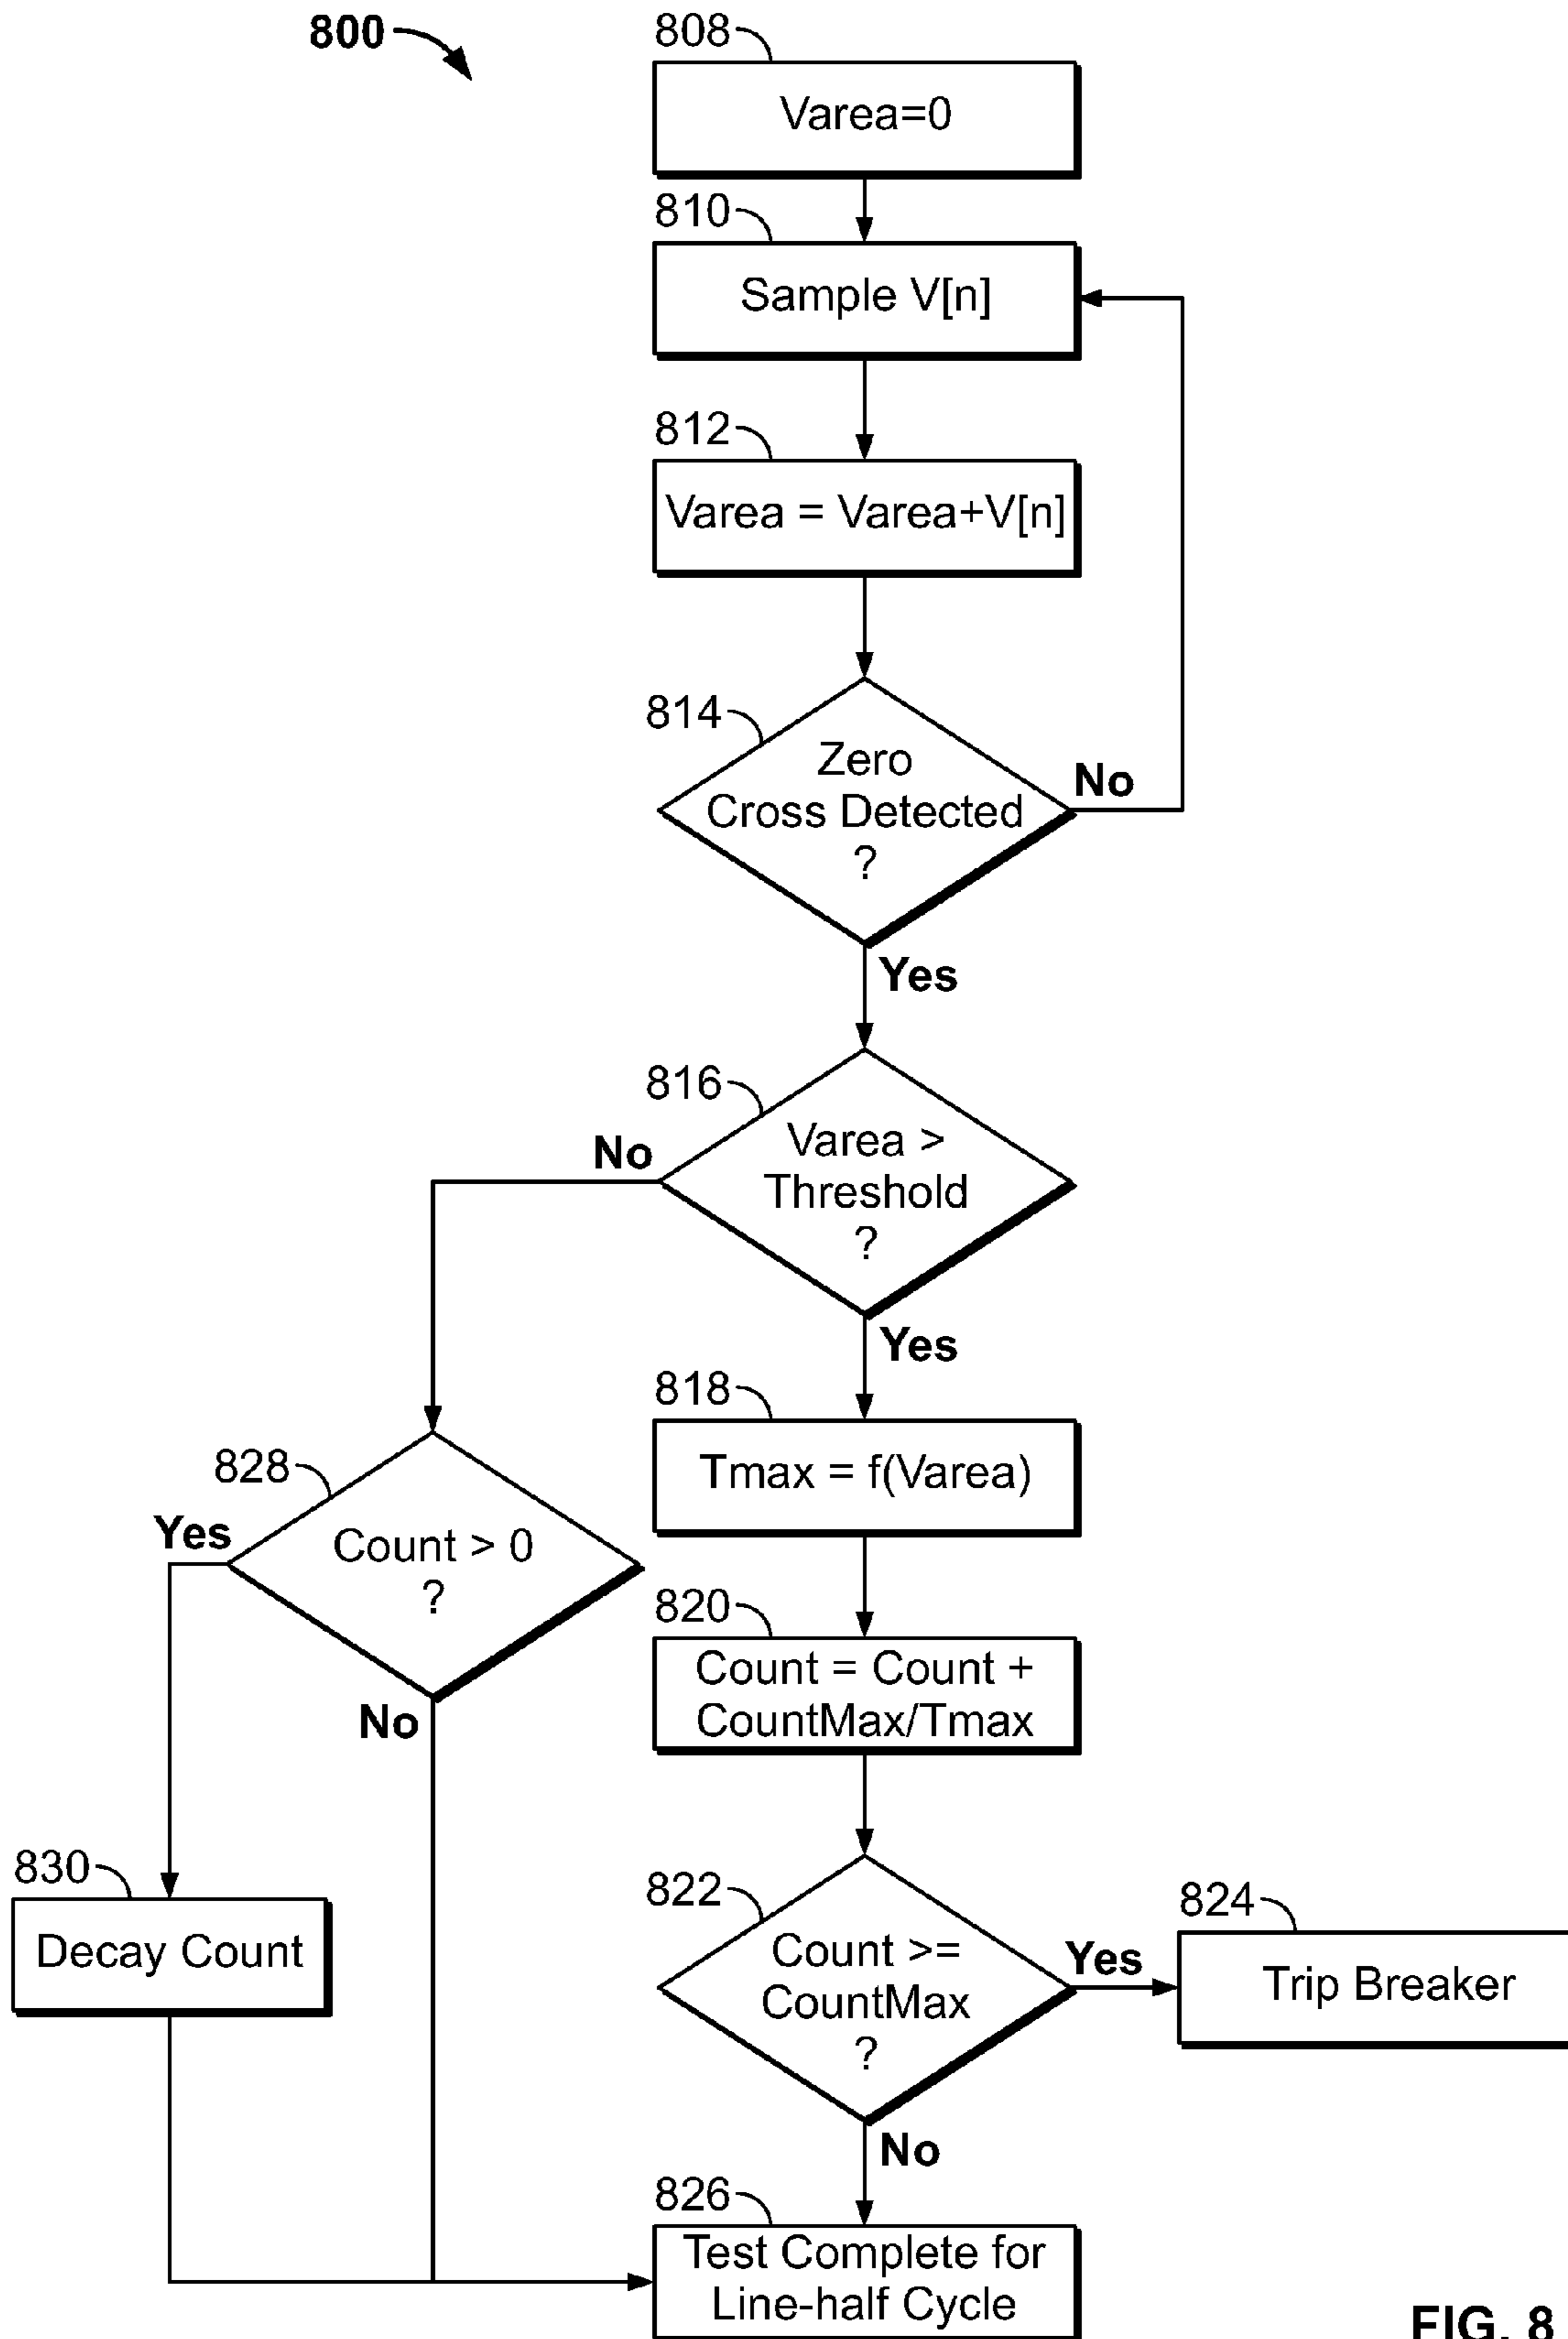 800
808
Varea=0
810
Sample V[n]
812
Varea = Varea+V[n]
814
Zero
Cross Detected
?
No
Yes
816
Varea >
Threshold
?
No
Yes
818
Tmax = f(Varea)
828
Count > 0
?
Yes
No
820
Count = Count +
CountMax/Tmax
830
Decay Count
822
Count >=
CountMax
?
Yes
824
Trip Breaker
No
826
Test Complete for
Line-half Cycle
FIG. 8